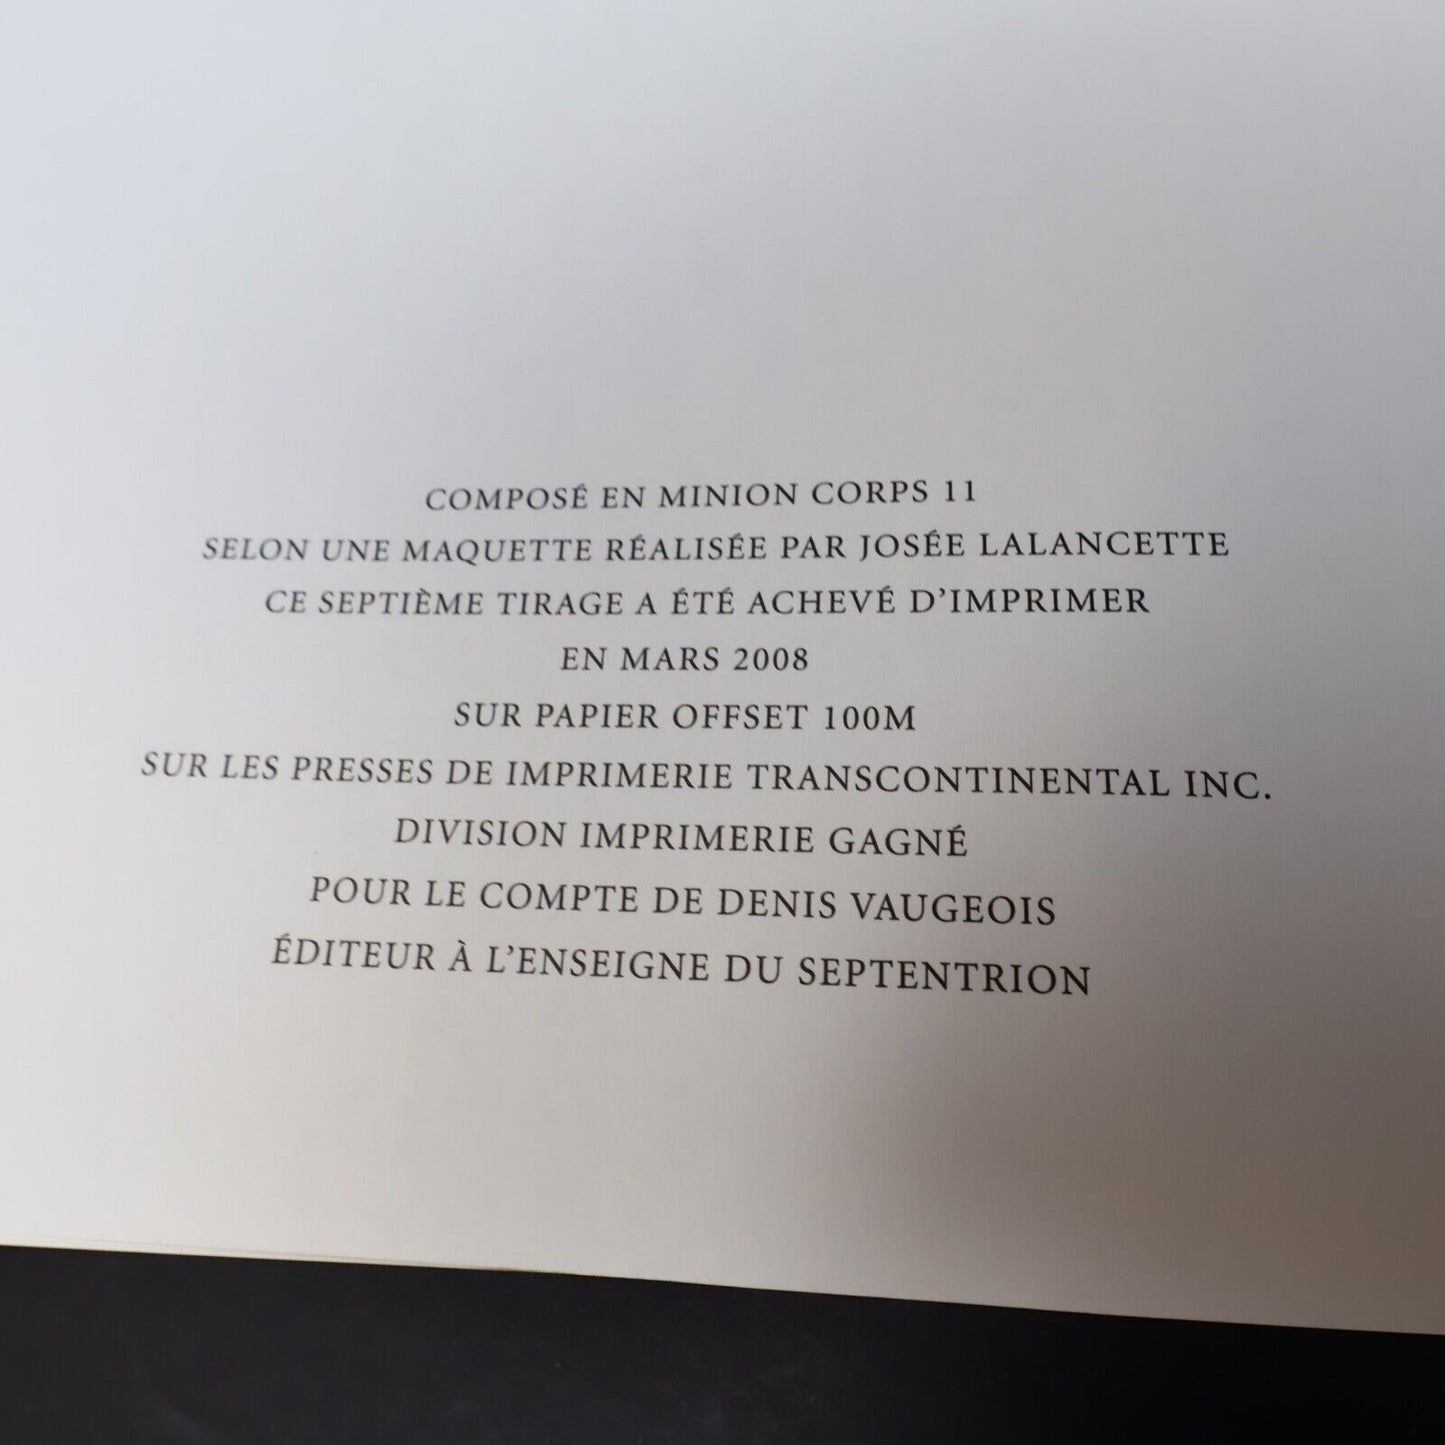 COMPOSÉ EN MINION CORPS 11
SELON UNE MAQUETTE RÉALISÉE PAR JOSÉE LALANCETTE
CE SEPTIÈME TIRAGE A ÉTÉ ACHEVÉ D’IMPRIMER
EN MARS 2008
SUR PAPIER OFFSET 100M
SUR LES PRESSES DE IMPRIMERIE TRANSCONTINENTAL INC.
DIVISION IMPRIMERIE GAGNÉ
POUR LE COMPTE DE DENIS VAUGEOIS
ÉDITEUR À L’ENSEIGNE DU SEPTENTRION